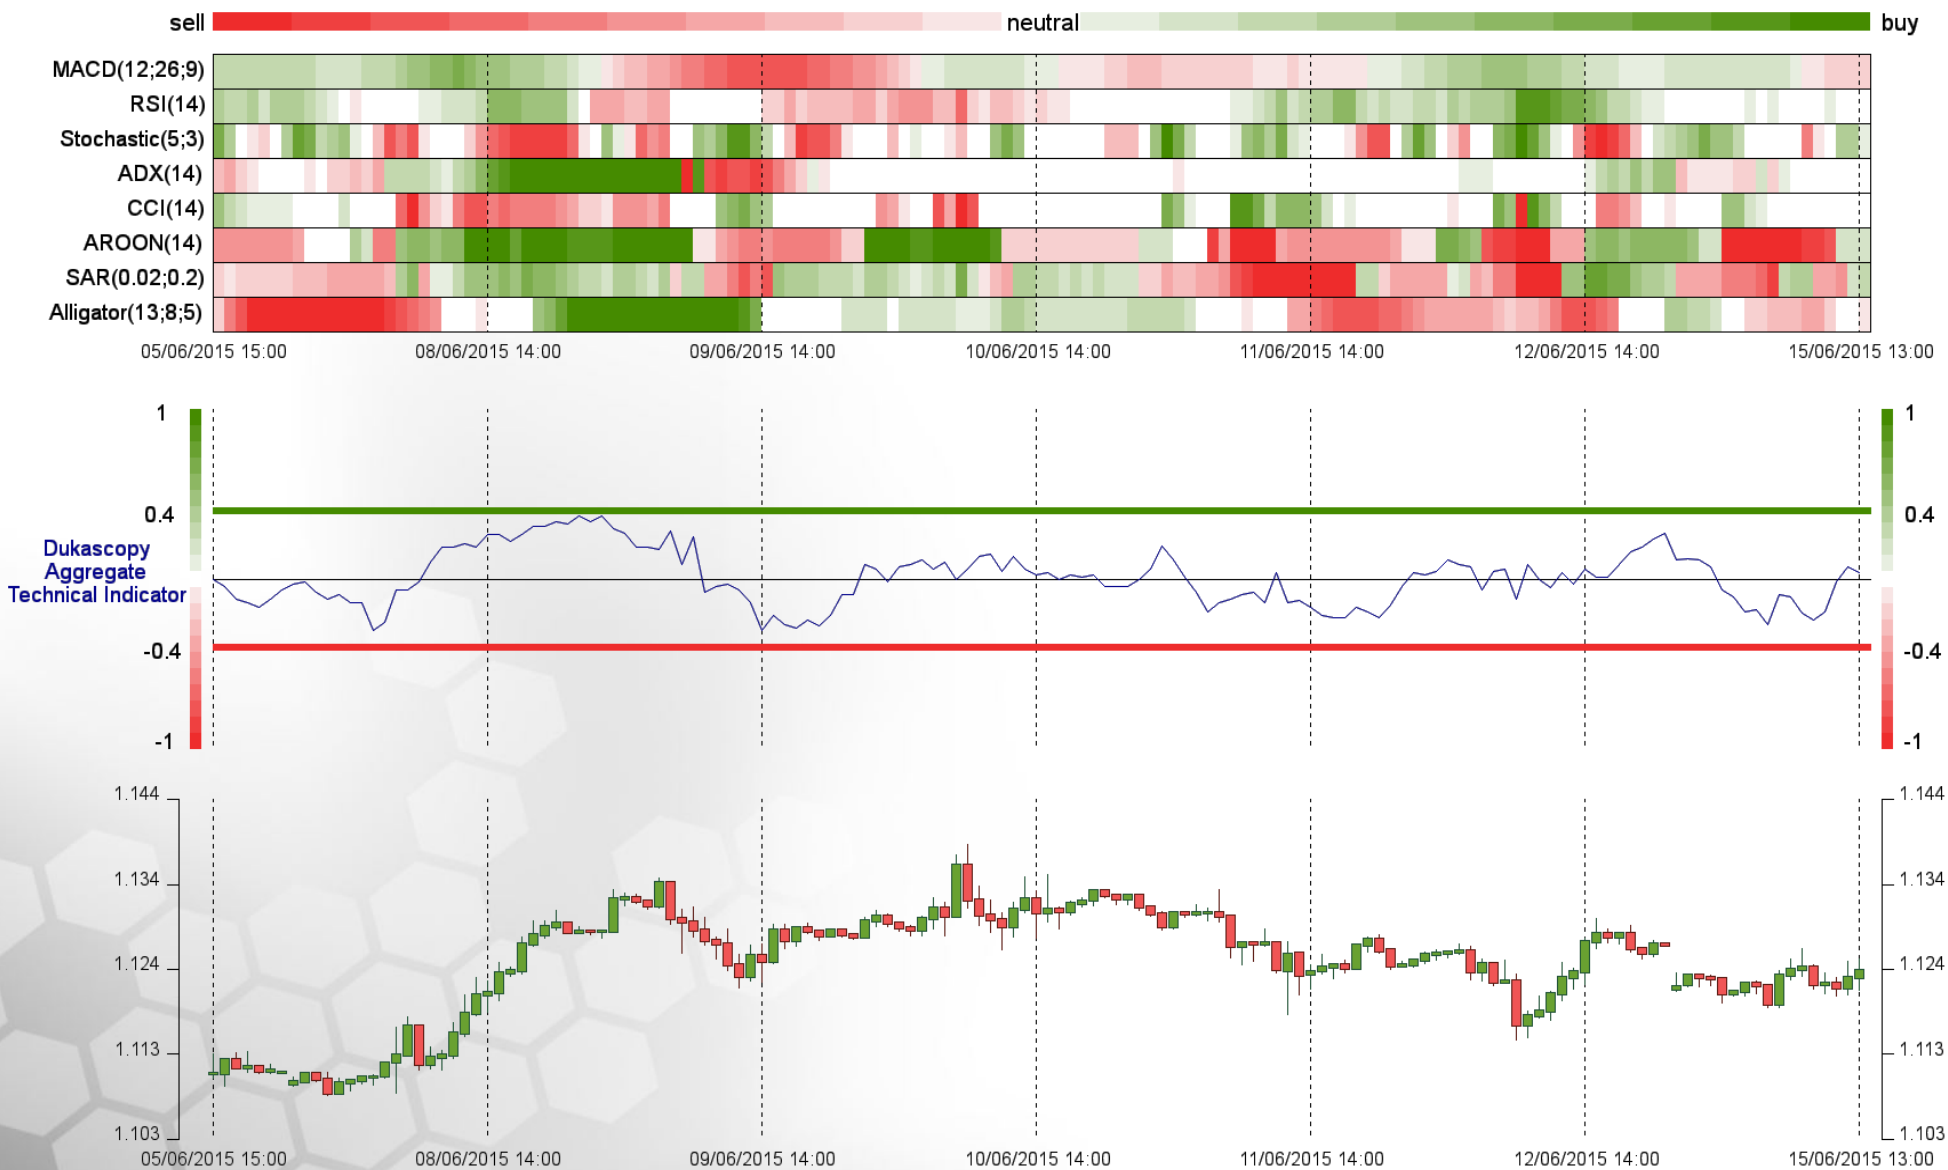 sell neutral buy
MACD(12;26;9)
RSI(14)
Stochastic(5;3)
ADX(14)
CCI(14)
AROON(14)
SAR(0.02;0.2)
Alligator(13;8;5)
05/06/2015 15:00 08/06/2015 14:00 09/06/2015 14:00 10/06/2015 14:00 11/06/2015 14:00 12/06/2015 14:00 15/06/2015 13:00
1 1
0.4 0.4
Dukascopy
Aggregate
Technical Indicator
-0.4 -0.4
-1 -1
1.144 1.144
1.134 1.134
1.124 1.124
1.113 1.113
1.103 1.103
05/06/2015 15:00 08/06/2015 14:00 09/06/2015 14:00 10/06/2015 14:00 11/06/2015 14:00 12/06/2015 14:00 15/06/2015 13:00